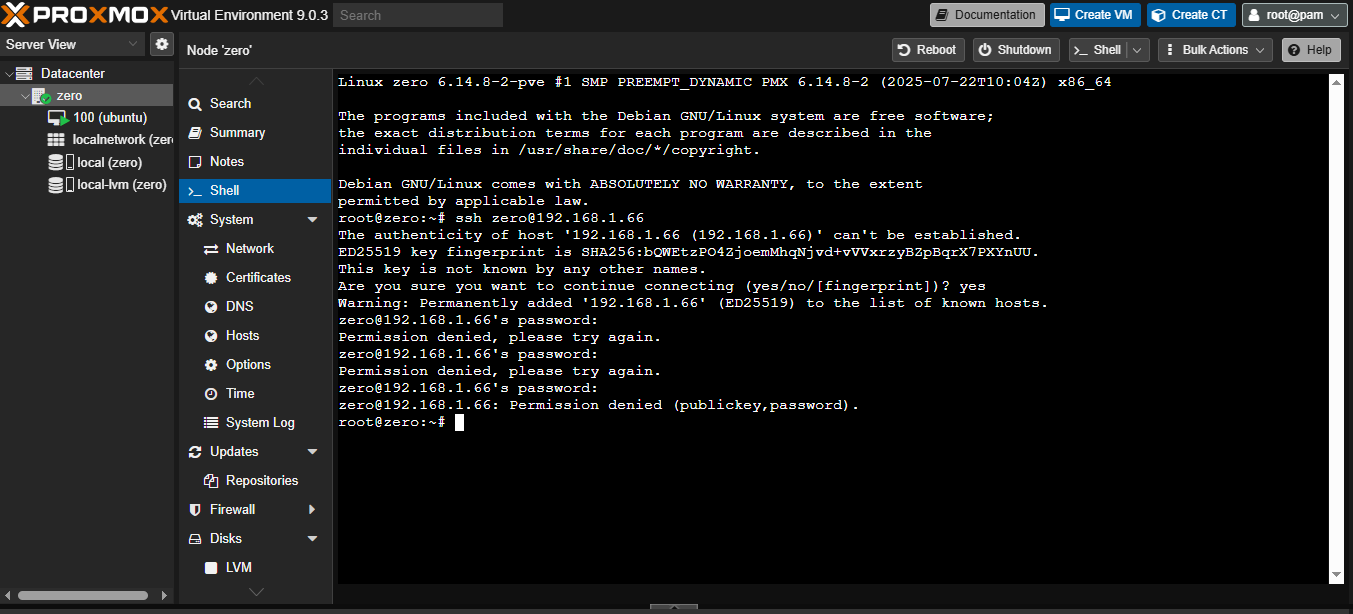 PROXMOX Virtual Environment 9.0.3 Search Documentation Create VM Create CT root@pam
Server View
Node 'zero' Reboot Shutdown Shell Bulk Actions Help
Datacenter
zero
100 (ubuntu)
localnetwork (zer
local (zero)
local-lvm (zero)
Search
Summary
Notes
Shell
System
Network
Certificates
DNS
Hosts
Options
Time
System Log
Updates
Repositories
Firewall
Disks
LVM
Linux zero 6.14.8-2-pve #1 SMP PREEMPT_DYNAMIC PMX 6.14.8-2 (2025-07-22T10:04Z) x86_64
The programs included with the Debian GNU/Linux system are free software;
the exact distribution terms for each program are described in the
individual files in /usr/share/doc/*/copyright.
Debian GNU/Linux comes with ABSOLUTELY NO WARRANTY, to the extent
permitted by applicable law.
root@zero:~# ssh zero@192.168.1.66
The authenticity of host '192.168.1.66 (192.168.1.66)' can't be established.
ED25519 key fingerprint is SHA256:bQWEtzPO4ZjoemMhqNjvd+vVVxrzyBZpBqrX7PXYnUU.
This key is not known by any other names.
Are you sure you want to continue connecting (yes/no/[fingerprint])? yes
Warning: Permanently added '192.168.1.66' (ED25519) to the list of known hosts.
zero@192.168.1.66's password:
Permission denied, please try again.
zero@192.168.1.66's password:
Permission denied, please try again.
zero@192.168.1.66's password:
zero@192.168.1.66: Permission denied (publickey,password).
root@zero:~#